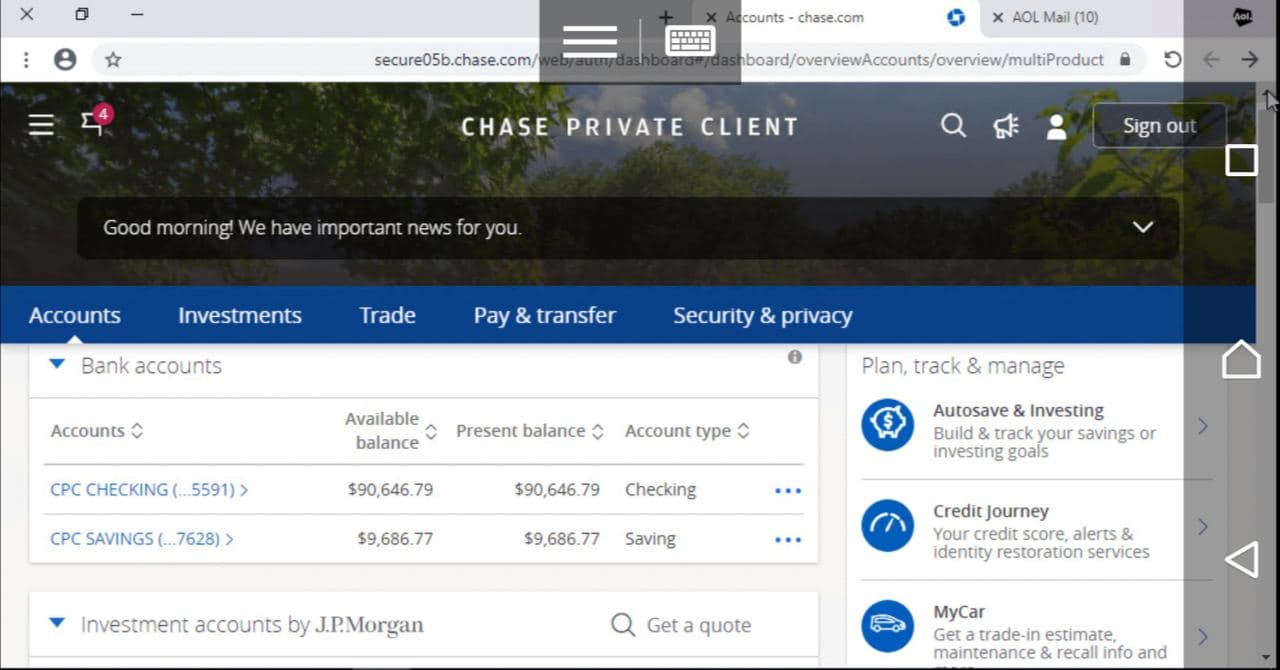 Accounts - chase.com
AOL Mail (10)
Aol.
secure05b.chase.com/web/auth/dashboard#/dashboard/overviewAccounts/overview/multiProduct
4
CHASE PRIVATE CLIENT
Sign out
Good morning! We have important news for you.
Accounts Investments Trade Pay & transfer Security & privacy
Bank accounts
Accounts
Available
balance
Present balance
Account type
CPC CHECKING (...5591) $90,646.79 $90,646.79 Checking
CPC SAVINGS (...7628) $9,686.77 $9,686.77 Saving
Investment accounts by J.P.Morgan
Get a quote
Plan, track & manage
Autosave & Investing
Build & track your savings or
investing goals
Credit Journey
Your credit score, alerts &
identity restoration services
MyCar
Get a trade-in estimate,
maintenance & recall info and